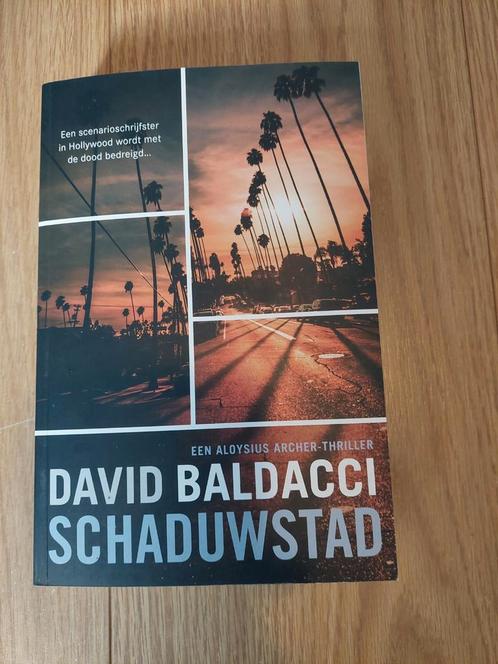 Een scenarioschrijfster
in Hollywood wordt met
de dood bedreigd...
EEN ALOYSIUS ARCHER-THRILLER
DAVID BALDACCI
SCHADUWSTAD